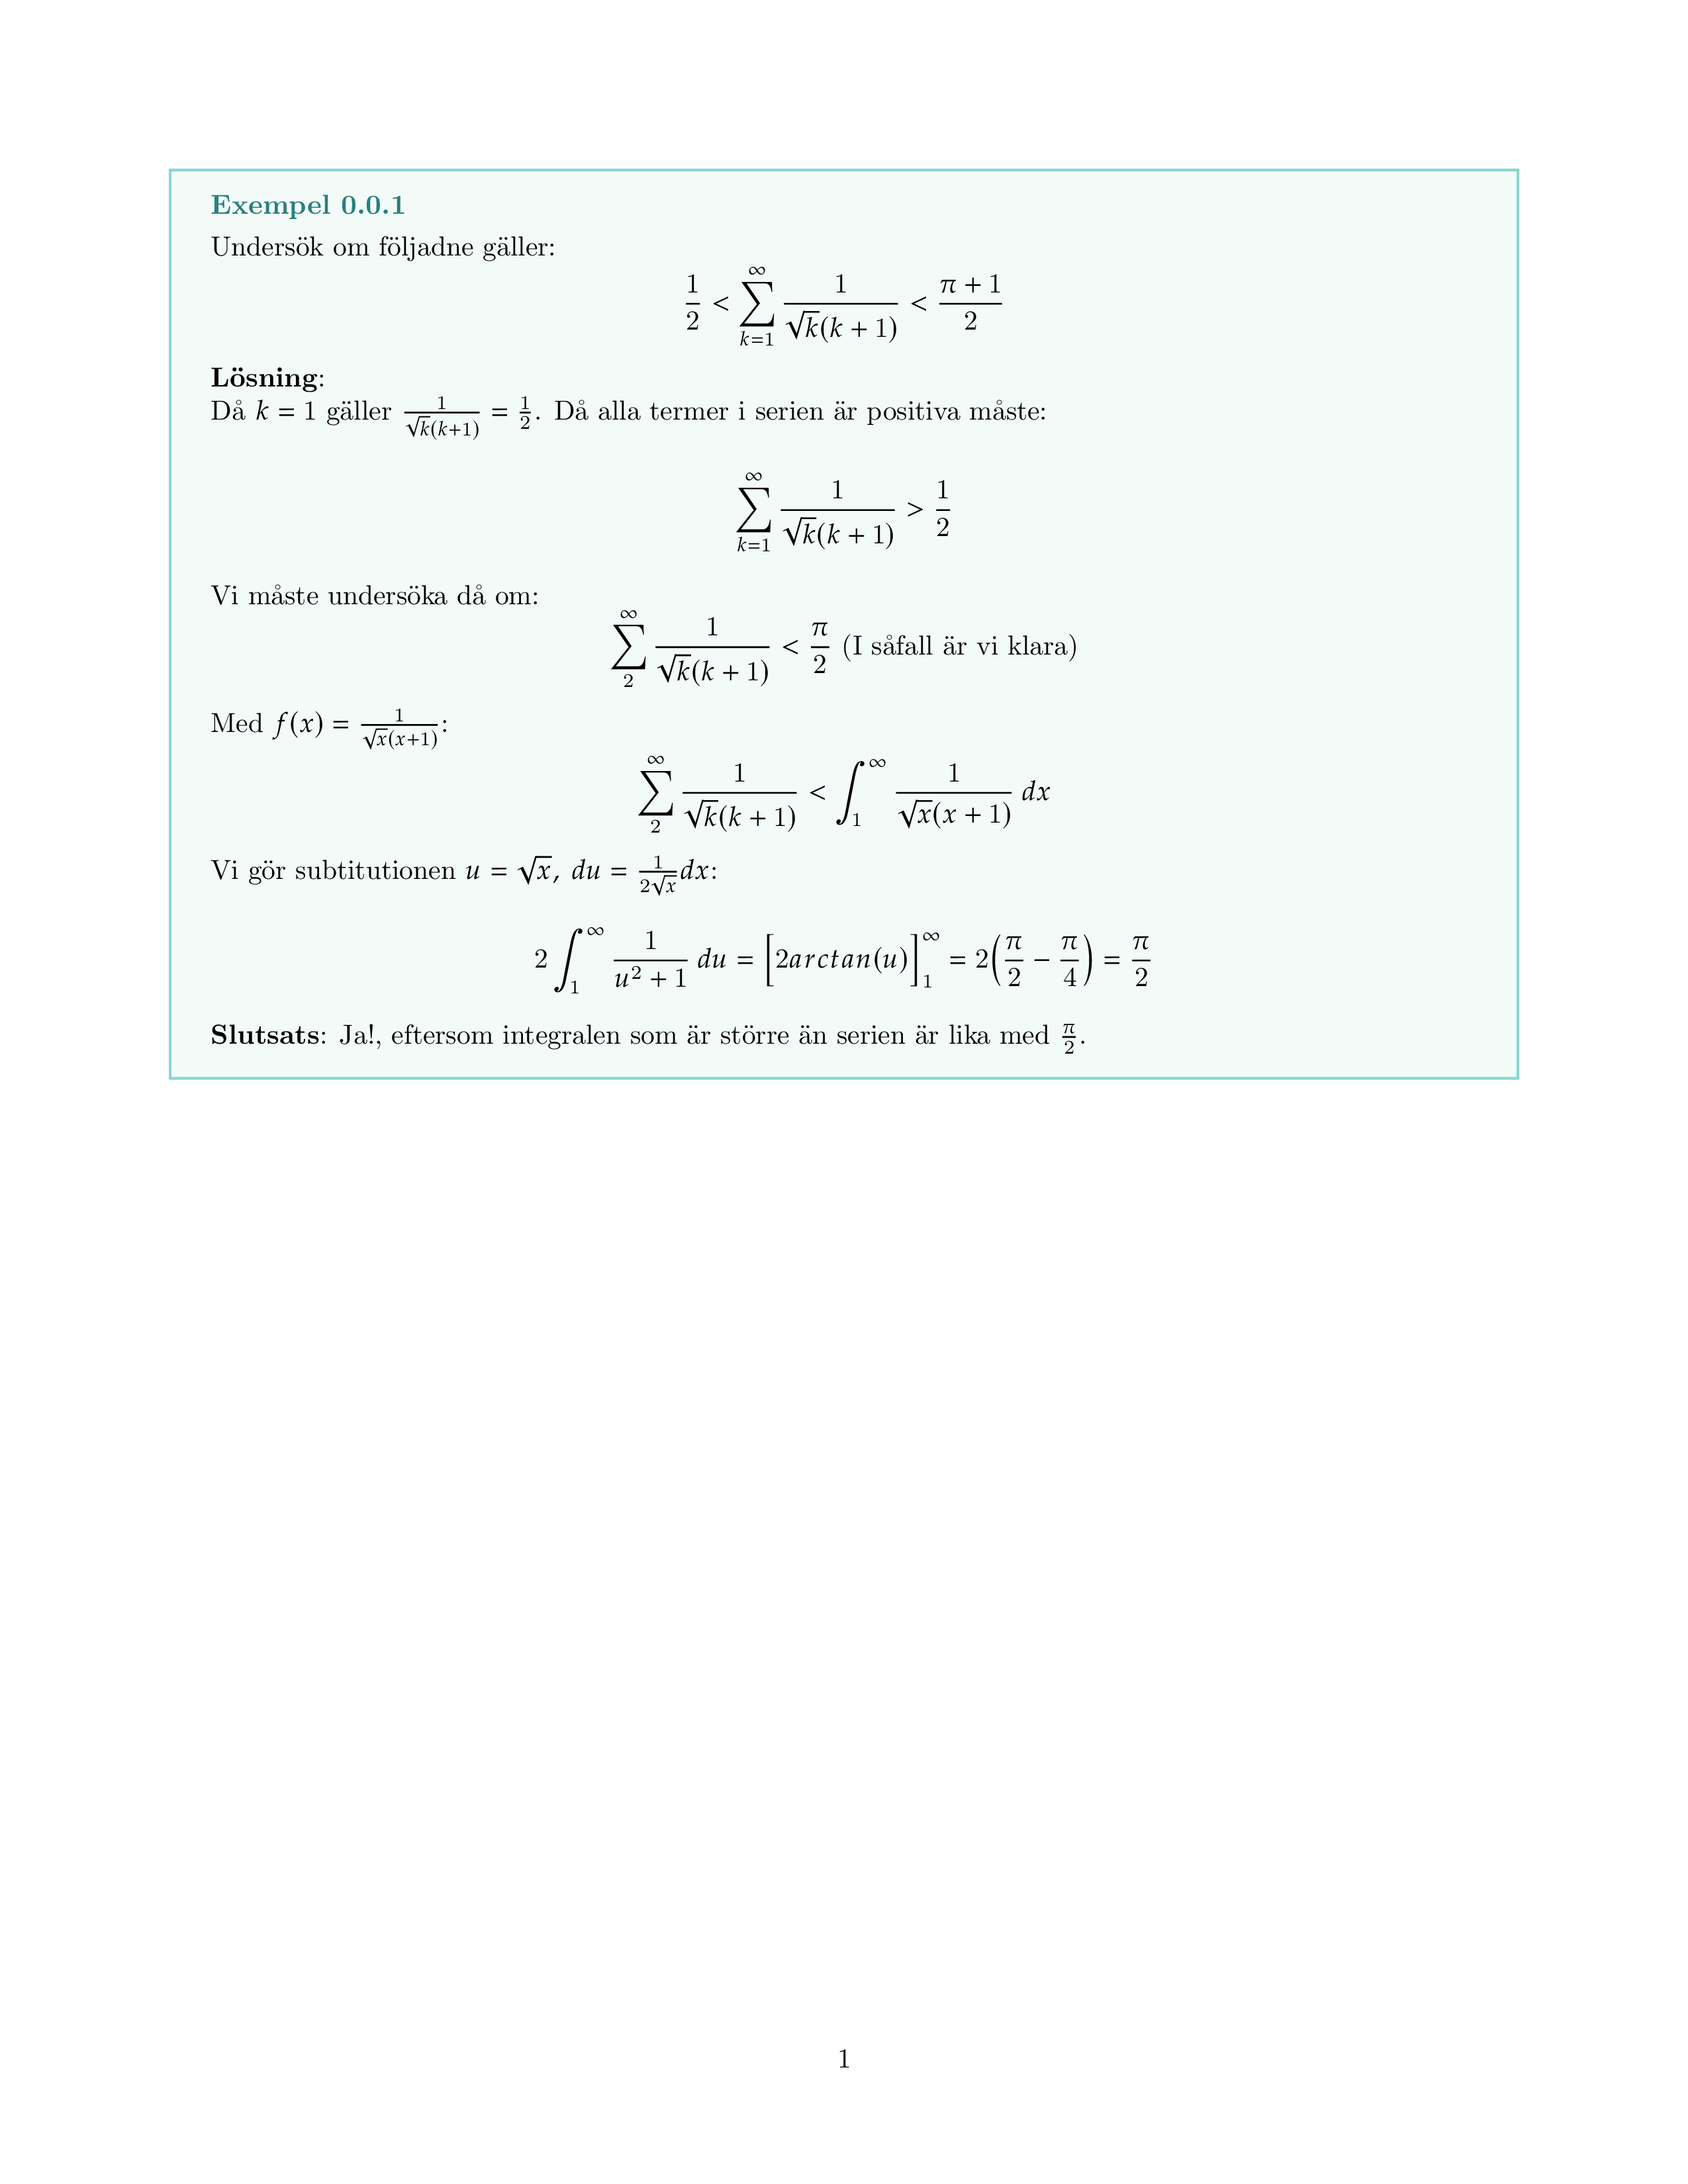 Exempel 0.0.1
Undersök om följadne gäller:
$$\frac{1}{2} < \sum_{k=1}^{\infty} \frac{1}{\sqrt{k}(k+1)} < \frac{\pi+1}{2}$$
Lösning:
Då $k = 1$ gäller $\frac{1}{\sqrt{k}(k+1)} = \frac{1}{2}$. Då alla termer i serien är positiva måste:
$$\sum_{k=1}^{\infty} \frac{1}{\sqrt{k}(k+1)} > \frac{1}{2}$$
Vi måste undersöka då om:
$$\sum_{2}^{\infty} \frac{1}{\sqrt{k}(k+1)} < \frac{\pi}{2} \text{ (I såfall är vi klara)}$$
Med $f(x) = \frac{1}{\sqrt{x}(x+1)}$:
$$\sum_{2}^{\infty} \frac{1}{\sqrt{k}(k+1)} < \int_{1}^{\infty} \frac{1}{\sqrt{x}(x+1)} \, dx$$
Vi gör subtitutionen $u = \sqrt{x}, \, du = \frac{1}{2\sqrt{x}}dx$:
$$2\int_{1}^{\infty} \frac{1}{u^2+1} \, du = \left[2arctan(u)\right]_{1}^{\infty} = 2\left(\frac{\pi}{2} - \frac{\pi}{4}\right) = \frac{\pi}{2}$$
Slutsats: Ja!, eftersom integralen som är större än serien är lika med $\frac{\pi}{2}$.
1